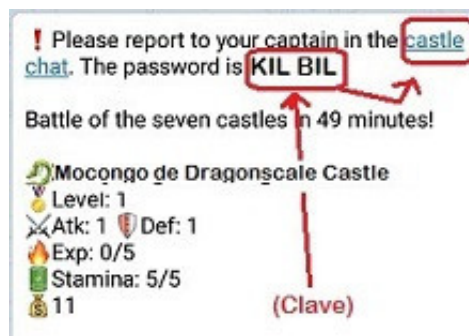 ❗ Please report to your captain in the castle
chat. The password is KIL BIL
Battle of the seven castles in 49 minutes!
🐉Mocongo de Dragonscale Castle
🏅Level: 1
⚔Atk: 1 🛡Def: 1
🔥Exp: 0/5
🔋Stamina: 5/5
💰11
(Clave)